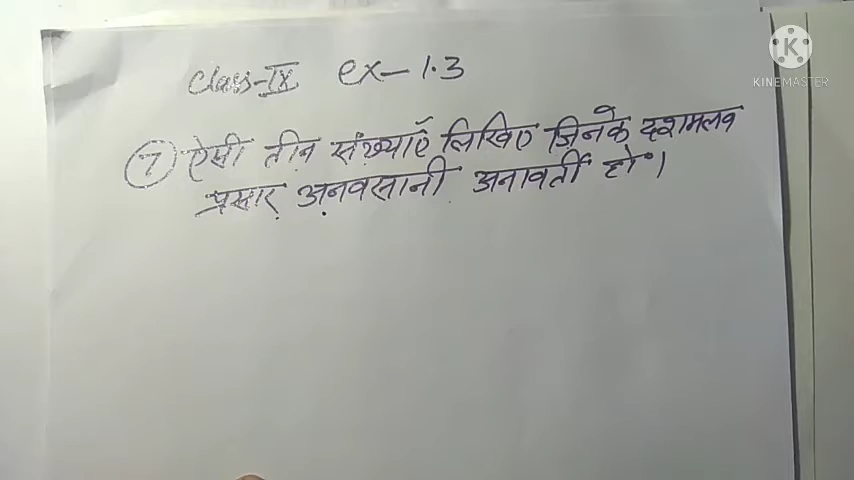 Class-IX ex-1.3
KINEMASTER
7 ऐसी तीन संख्याएँ लिखिए जिनके दशमलव
प्रसार अनवसानी अनावर्ती हों।